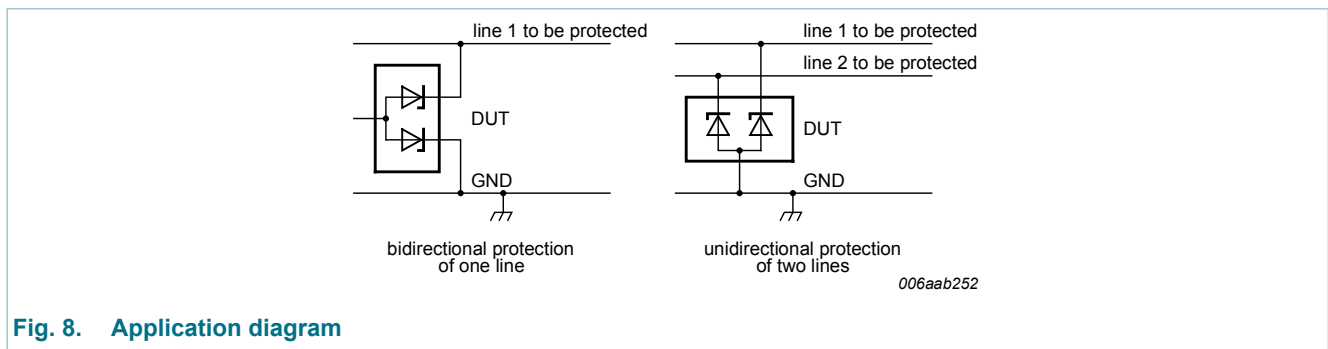 line 1 to be protected
DUT
GND
bidirectional protection
of one line
line 1 to be protected
line 2 to be protected
DUT
GND
unidirectional protection
of two lines
006aab252
Fig. 8. Application diagram